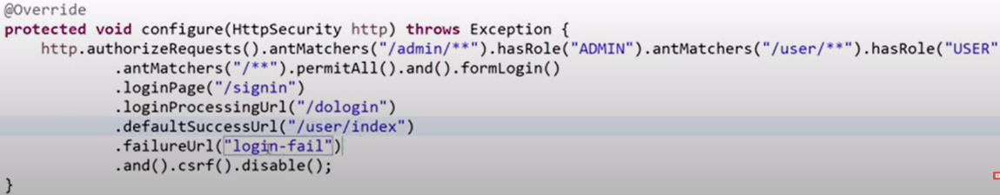 @Override
protected void configure(HttpSecurity http) throws Exception {
http.authorizeRequests().antMatchers("/admin/**").hasRole("ADMIN").antMatchers("/user/**").hasRole("USER"
.antMatchers("/**").permitAll().and().formLogin()
.loginPage("/signin")
.loginProcessingUrl("/dologin")
.defaultSuccessUrl("/user/index")
.failureUrl("login-fail")
.and().csrf().disable();
}